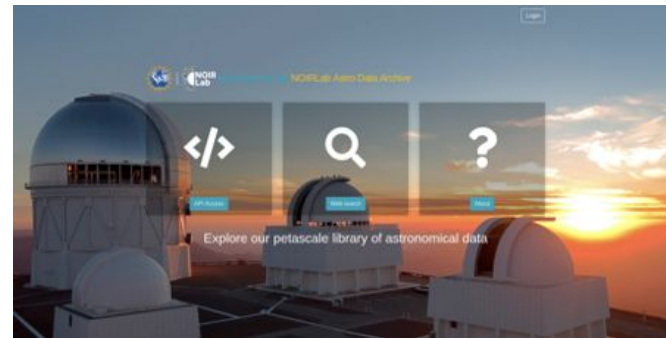 Login
NOIR
Lab
NOIRLab Astro Data Archive
API Access
Web search
About
Explore our petascale library of astronomical data